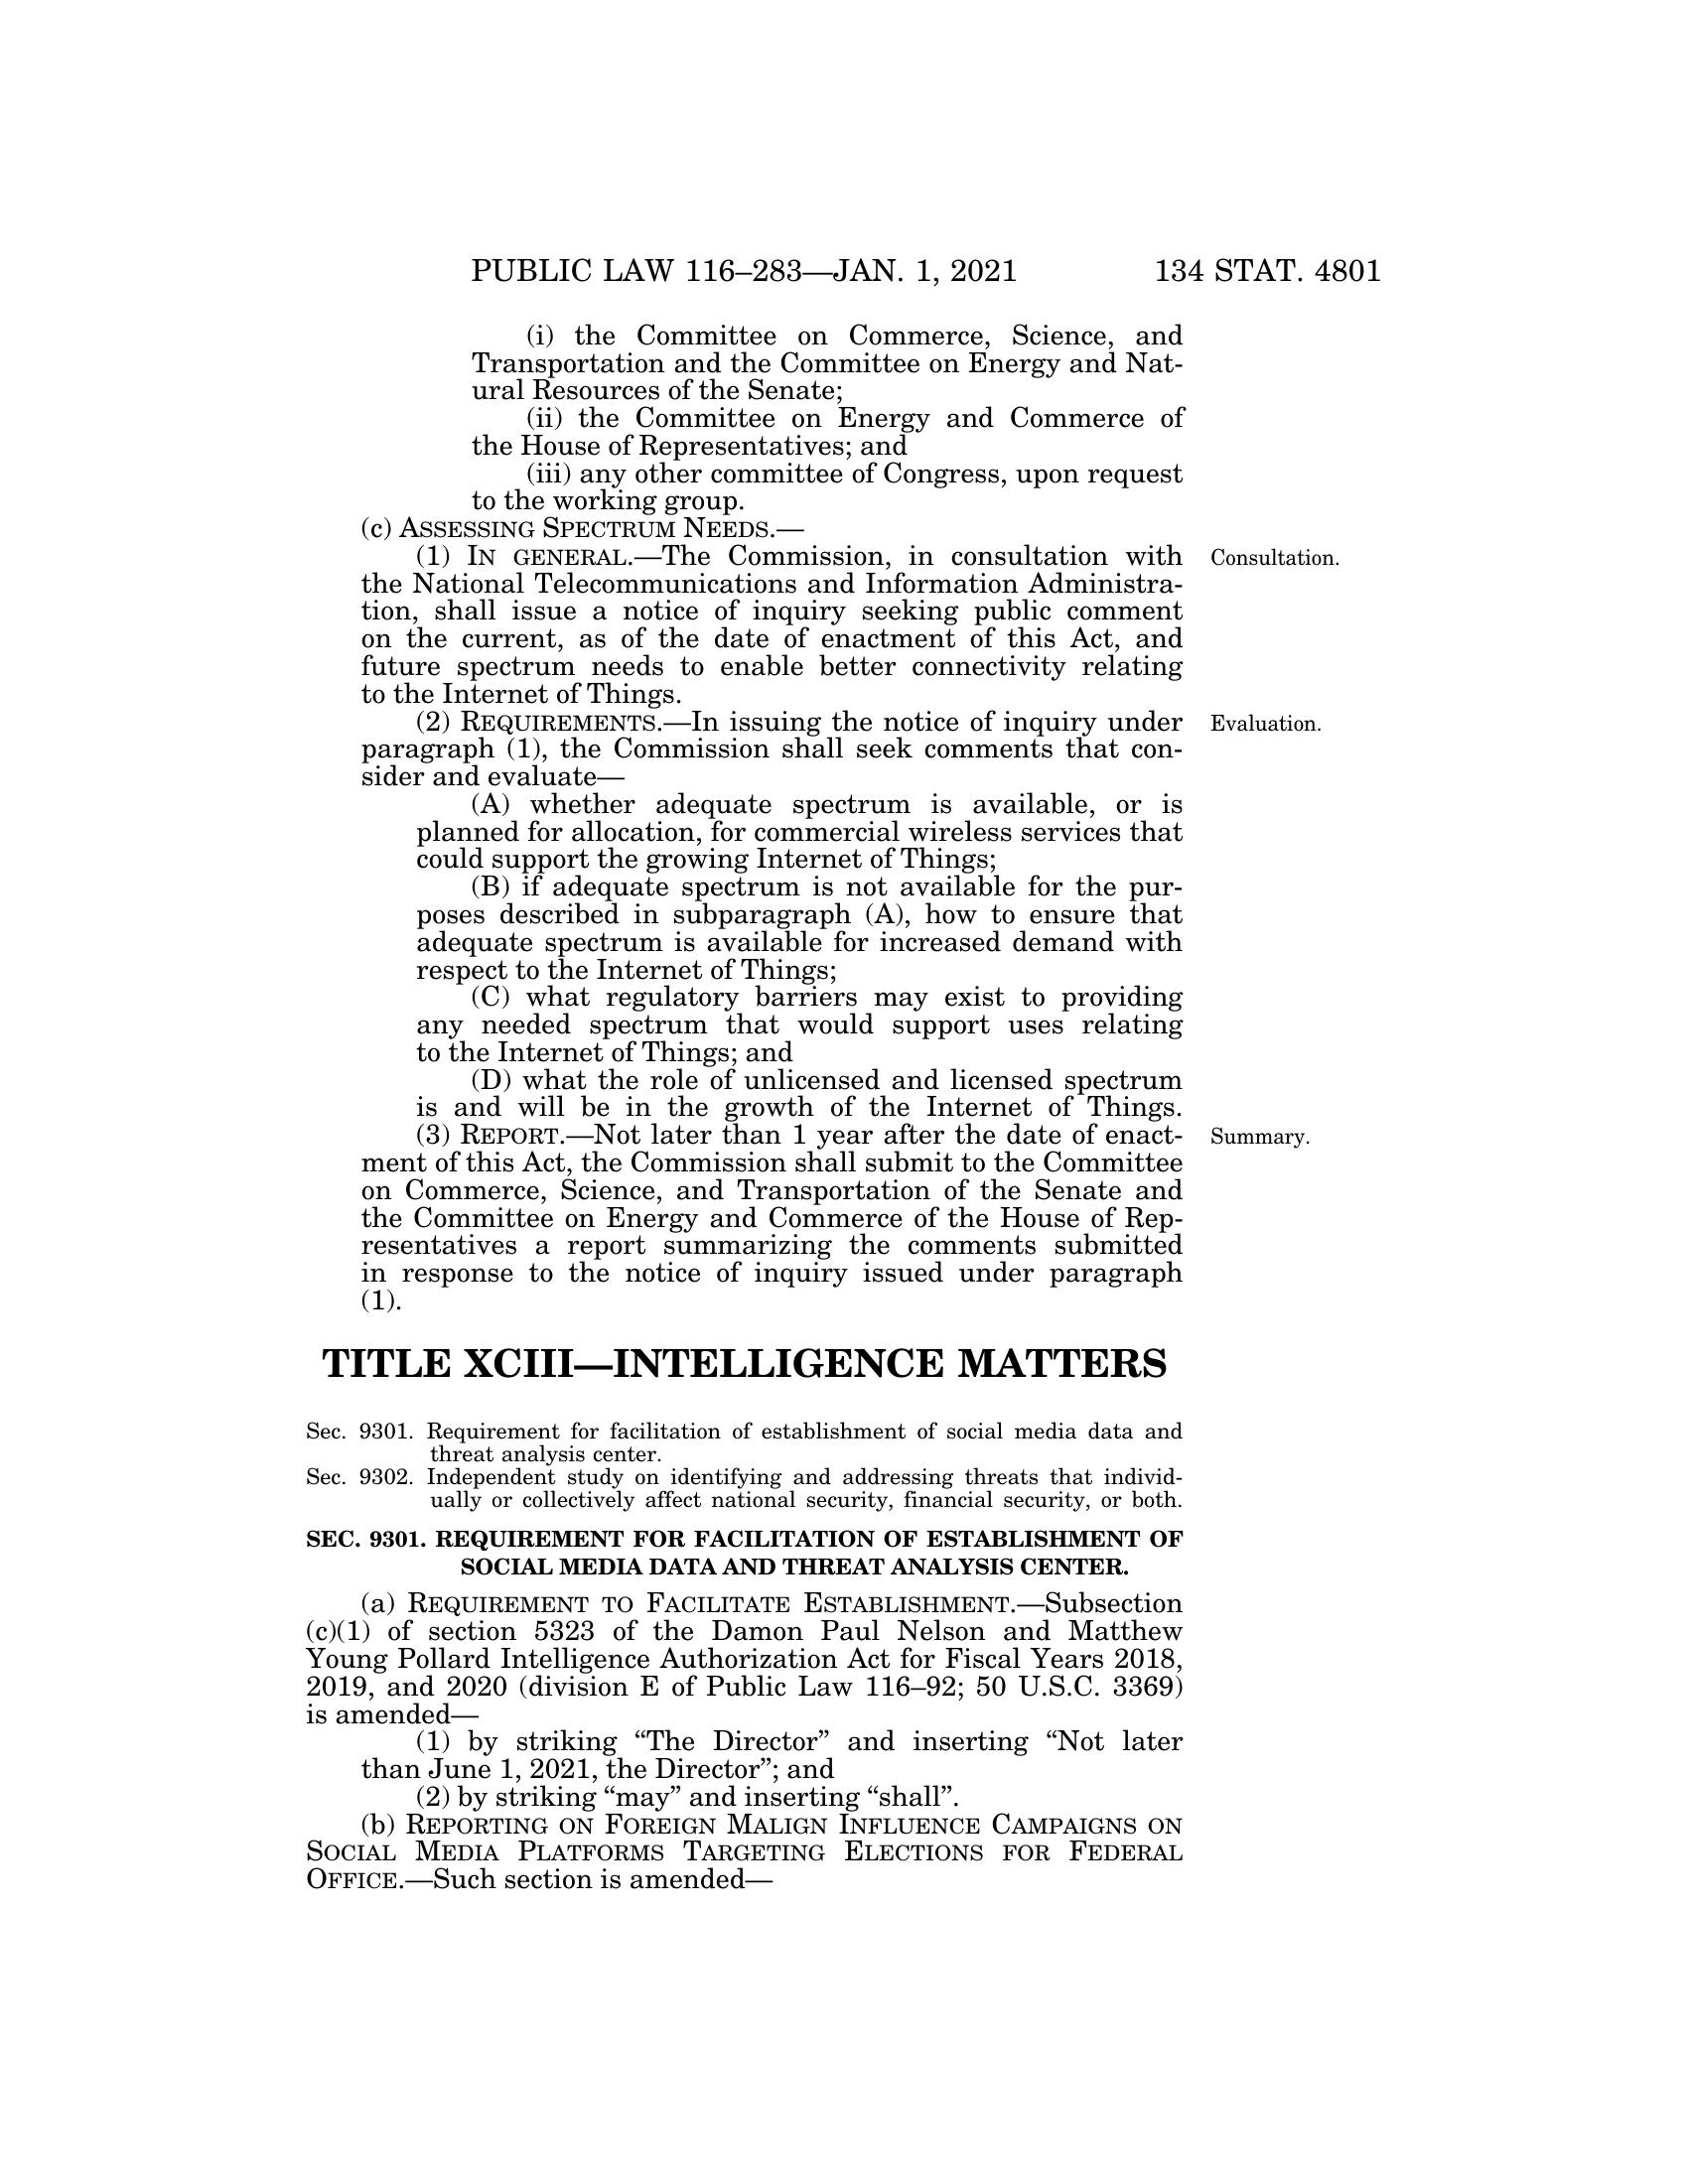 PUBLIC LAW 116–283—JAN. 1, 2021 134 STAT. 4801
(i) the Committee on Commerce, Science, and
Transportation and the Committee on Energy and Nat-
ural Resources of the Senate;
(ii) the Committee on Energy and Commerce of
the House of Representatives; and
(iii) any other committee of Congress, upon request
to the working group.
(c) ASSESSING SPECTRUM NEEDS.—
(1) IN GENERAL.—The Commission, in consultation with
Consultation.
the National Telecommunications and Information Administra-
tion, shall issue a notice of inquiry seeking public comment
on the current, as of the date of enactment of this Act, and
future spectrum needs to enable better connectivity relating
to the Internet of Things.
(2) REQUIREMENTS.—In issuing the notice of inquiry under
Evaluation.
paragraph (1), the Commission shall seek comments that con-
sider and evaluate—
(A) whether adequate spectrum is available, or is
planned for allocation, for commercial wireless services that
could support the growing Internet of Things;
(B) if adequate spectrum is not available for the pur-
poses described in subparagraph (A), how to ensure that
adequate spectrum is available for increased demand with
respect to the Internet of Things;
(C) what regulatory barriers may exist to providing
any needed spectrum that would support uses relating
to the Internet of Things; and
(D) what the role of unlicensed and licensed spectrum
is and will be in the growth of the Internet of Things.
(3) REPORT.—Not later than 1 year after the date of enact-
Summary.
ment of this Act, the Commission shall submit to the Committee
on Commerce, Science, and Transportation of the Senate and
the Committee on Energy and Commerce of the House of Rep-
resentatives a report summarizing the comments submitted
in response to the notice of inquiry issued under paragraph
(1).
TITLE XCIII—INTELLIGENCE MATTERS
Sec. 9301. Requirement for facilitation of establishment of social media data and
threat analysis center.
Sec. 9302. Independent study on identifying and addressing threats that individ-
ually or collectively affect national security, financial security, or both.
SEC. 9301. REQUIREMENT FOR FACILITATION OF ESTABLISHMENT OF
SOCIAL MEDIA DATA AND THREAT ANALYSIS CENTER.
(a) REQUIREMENT TO FACILITATE ESTABLISHMENT.—Subsection
(c)(1) of section 5323 of the Damon Paul Nelson and Matthew
Young Pollard Intelligence Authorization Act for Fiscal Years 2018,
2019, and 2020 (division E of Public Law 116–92; 50 U.S.C. 3369)
is amended—
(1) by striking “The Director” and inserting “Not later
than June 1, 2021, the Director”; and
(2) by striking “may” and inserting “shall”.
(b) REPORTING ON FOREIGN MALIGN INFLUENCE CAMPAIGNS ON
SOCIAL MEDIA PLATFORMS TARGETING ELECTIONS FOR FEDERAL
OFFICE.—Such section is amended—